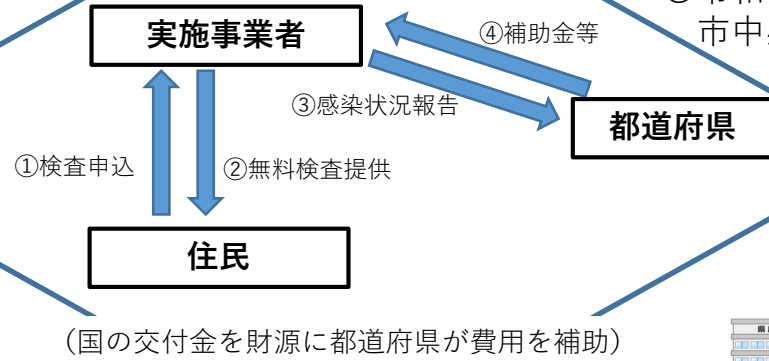 実施事業者
④補助金等
市中
③感染状況報告
都道府県
①検査申込
②無料検査提供
住民
（国の交付金を財源に都道府県が費用を補助）